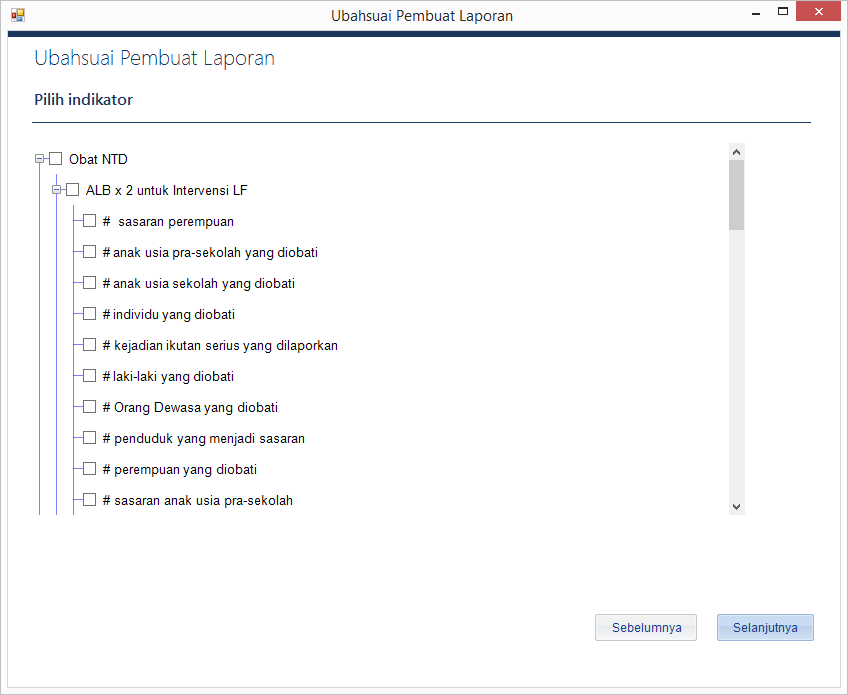 Ubahsuai Pembuat Laporan
Ubahsuai Pembuat Laporan
Pilih indikator
Obat NTD
ALB x 2 untuk Intervensi LF
#  sasaran perempuan
# anak usia pra-sekolah yang diobati
# anak usia sekolah yang diobati
# individu yang diobati
# kejadian ikutan serius yang dilaporkan
# laki-laki yang diobati
# Orang Dewasa yang diobati
# penduduk yang menjadi sasaran
# perempuan yang diobati
# sasaran anak usia pra-sekolah
Sebelumnya
Selanjutnya